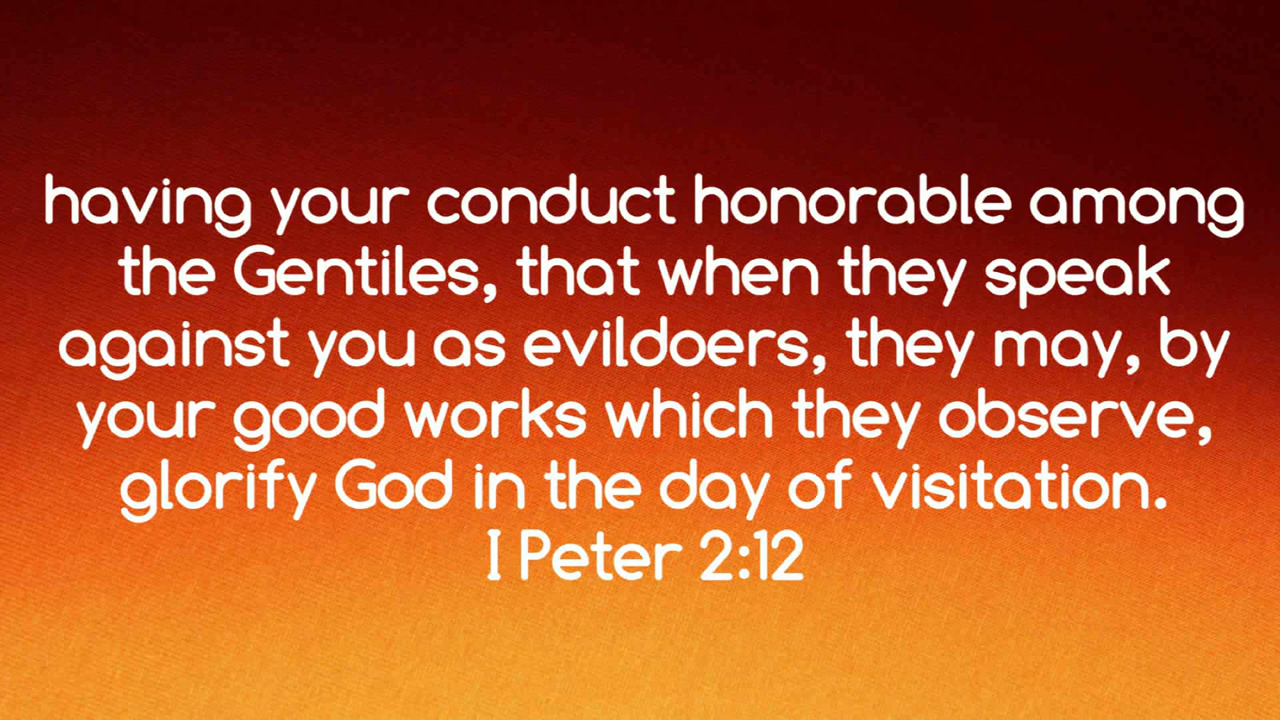 having your conduct honorable among
the Gentiles, that when they speak
against you as evildoers, they may, by
your good works which they observe,
glorify God in the day of visitation.
I Peter 2:12